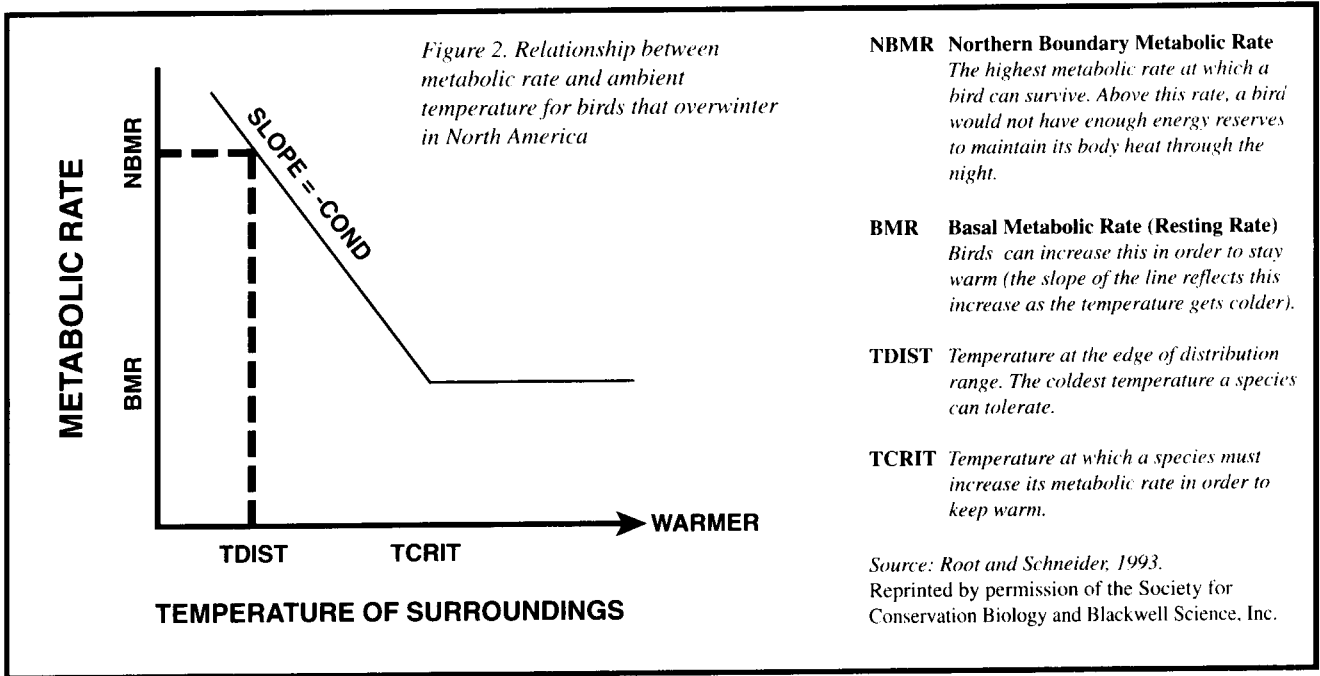 Figure 2. Relationship between
metabolic rate and ambient
temperature for birds that overwinter
in North America
METABOLIC RATE
NBMR
BMR
SLOPE = -COND
TDIST
TCRIT
WARMER
TEMPERATURE OF SURROUNDINGS
NBMR Northern Boundary Metabolic Rate
The highest metabolic rate at which a
bird can survive. Above this rate, a bird
would not have enough energy reserves
to maintain its body heat through the
night.
BMR Basal Metabolic Rate (Resting Rate)
Birds can increase this in order to stay
warm (the slope of the line reflects this
increase as the temperature gets colder).
TDIST Temperature at the edge of distribution
range. The coldest temperature a species
can tolerate.
TCRIT Temperature at which a species must
increase its metabolic rate in order to
keep warm.
Source: Root and Schneider, 1993.
Reprinted by permission of the Society for
Conservation Biology and Blackwell Science, Inc.